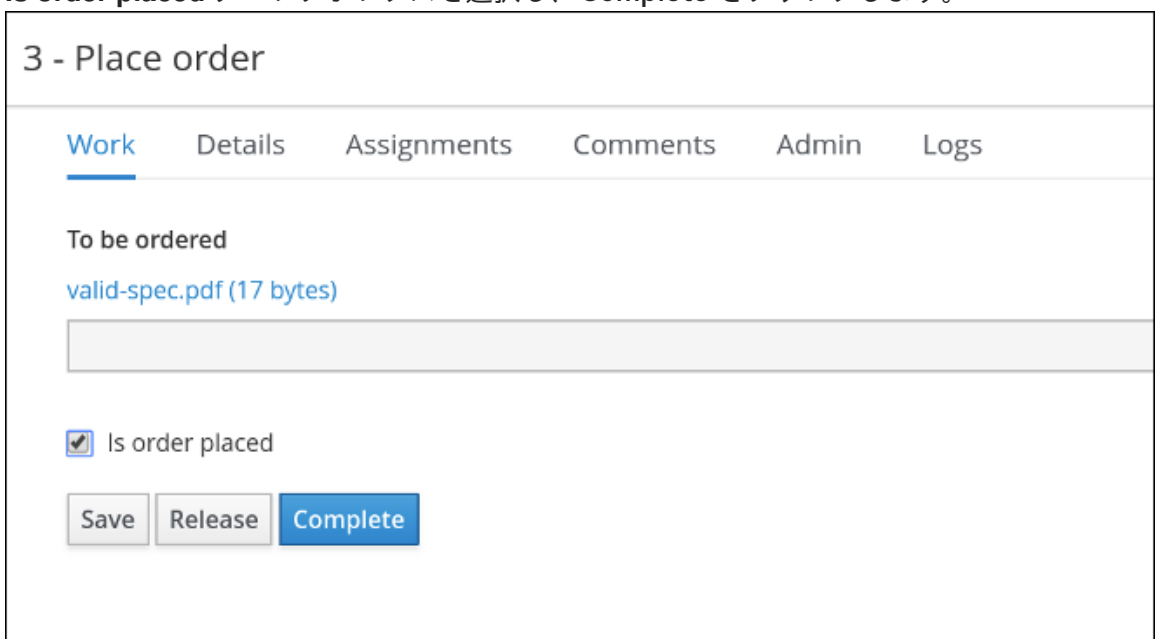 3 - Place order
Work Details Assignments Comments Admin Logs
To be ordered
valid-spec.pdf (17 bytes)
Is order placed
Save Release Complete